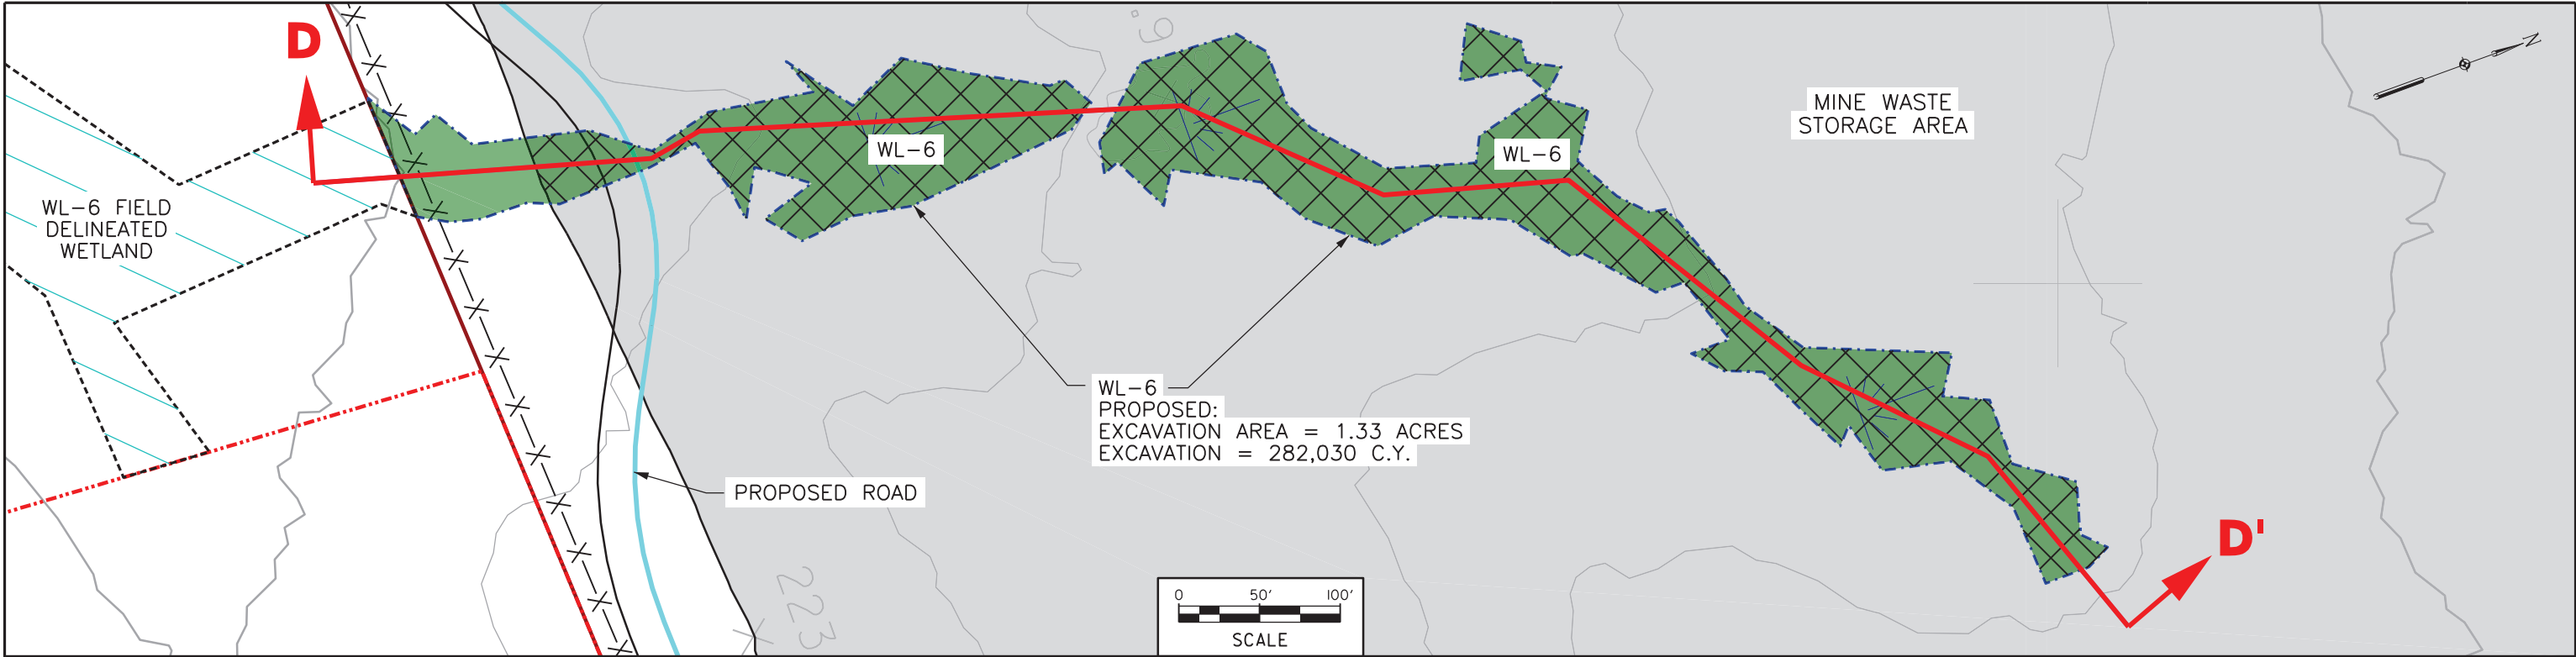 D
N
MINE WASTE
STORAGE AREA
WL-6
WL-6
WL-6 FIELD
DELINEATED
WETLAND
WL-6
PROPOSED:
EXCAVATION AREA = 1.33 ACRES
EXCAVATION = 282,030 C.Y.
PROPOSED ROAD
D'
223
0 50' 100'
SCALE